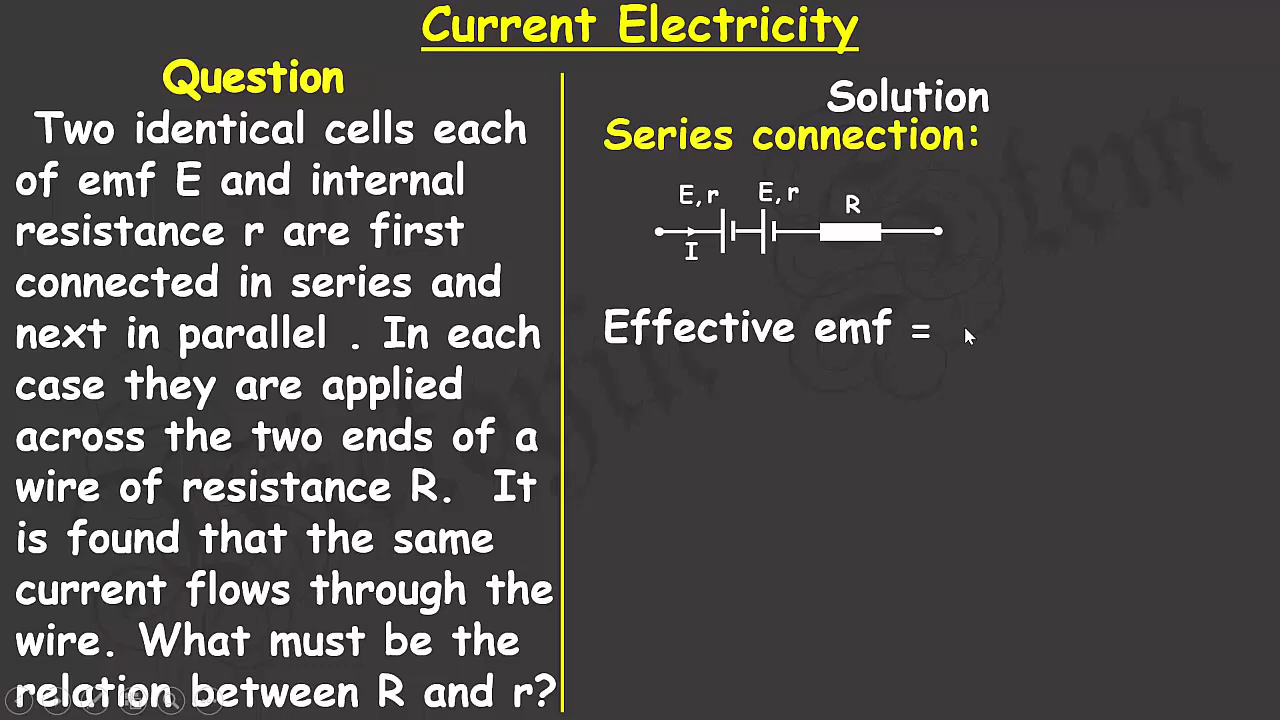 Current Electricity
Question
Two identical cells each
of emf E and internal
resistance r are first
connected in series and
next in parallel . In each
case they are applied
across the two ends of a
wire of resistance R. It
is found that the same
current flows through the
wire. What must be the
relation between R and r?
Solution
Series connection:
E, r E, r R
I
Effective emf =